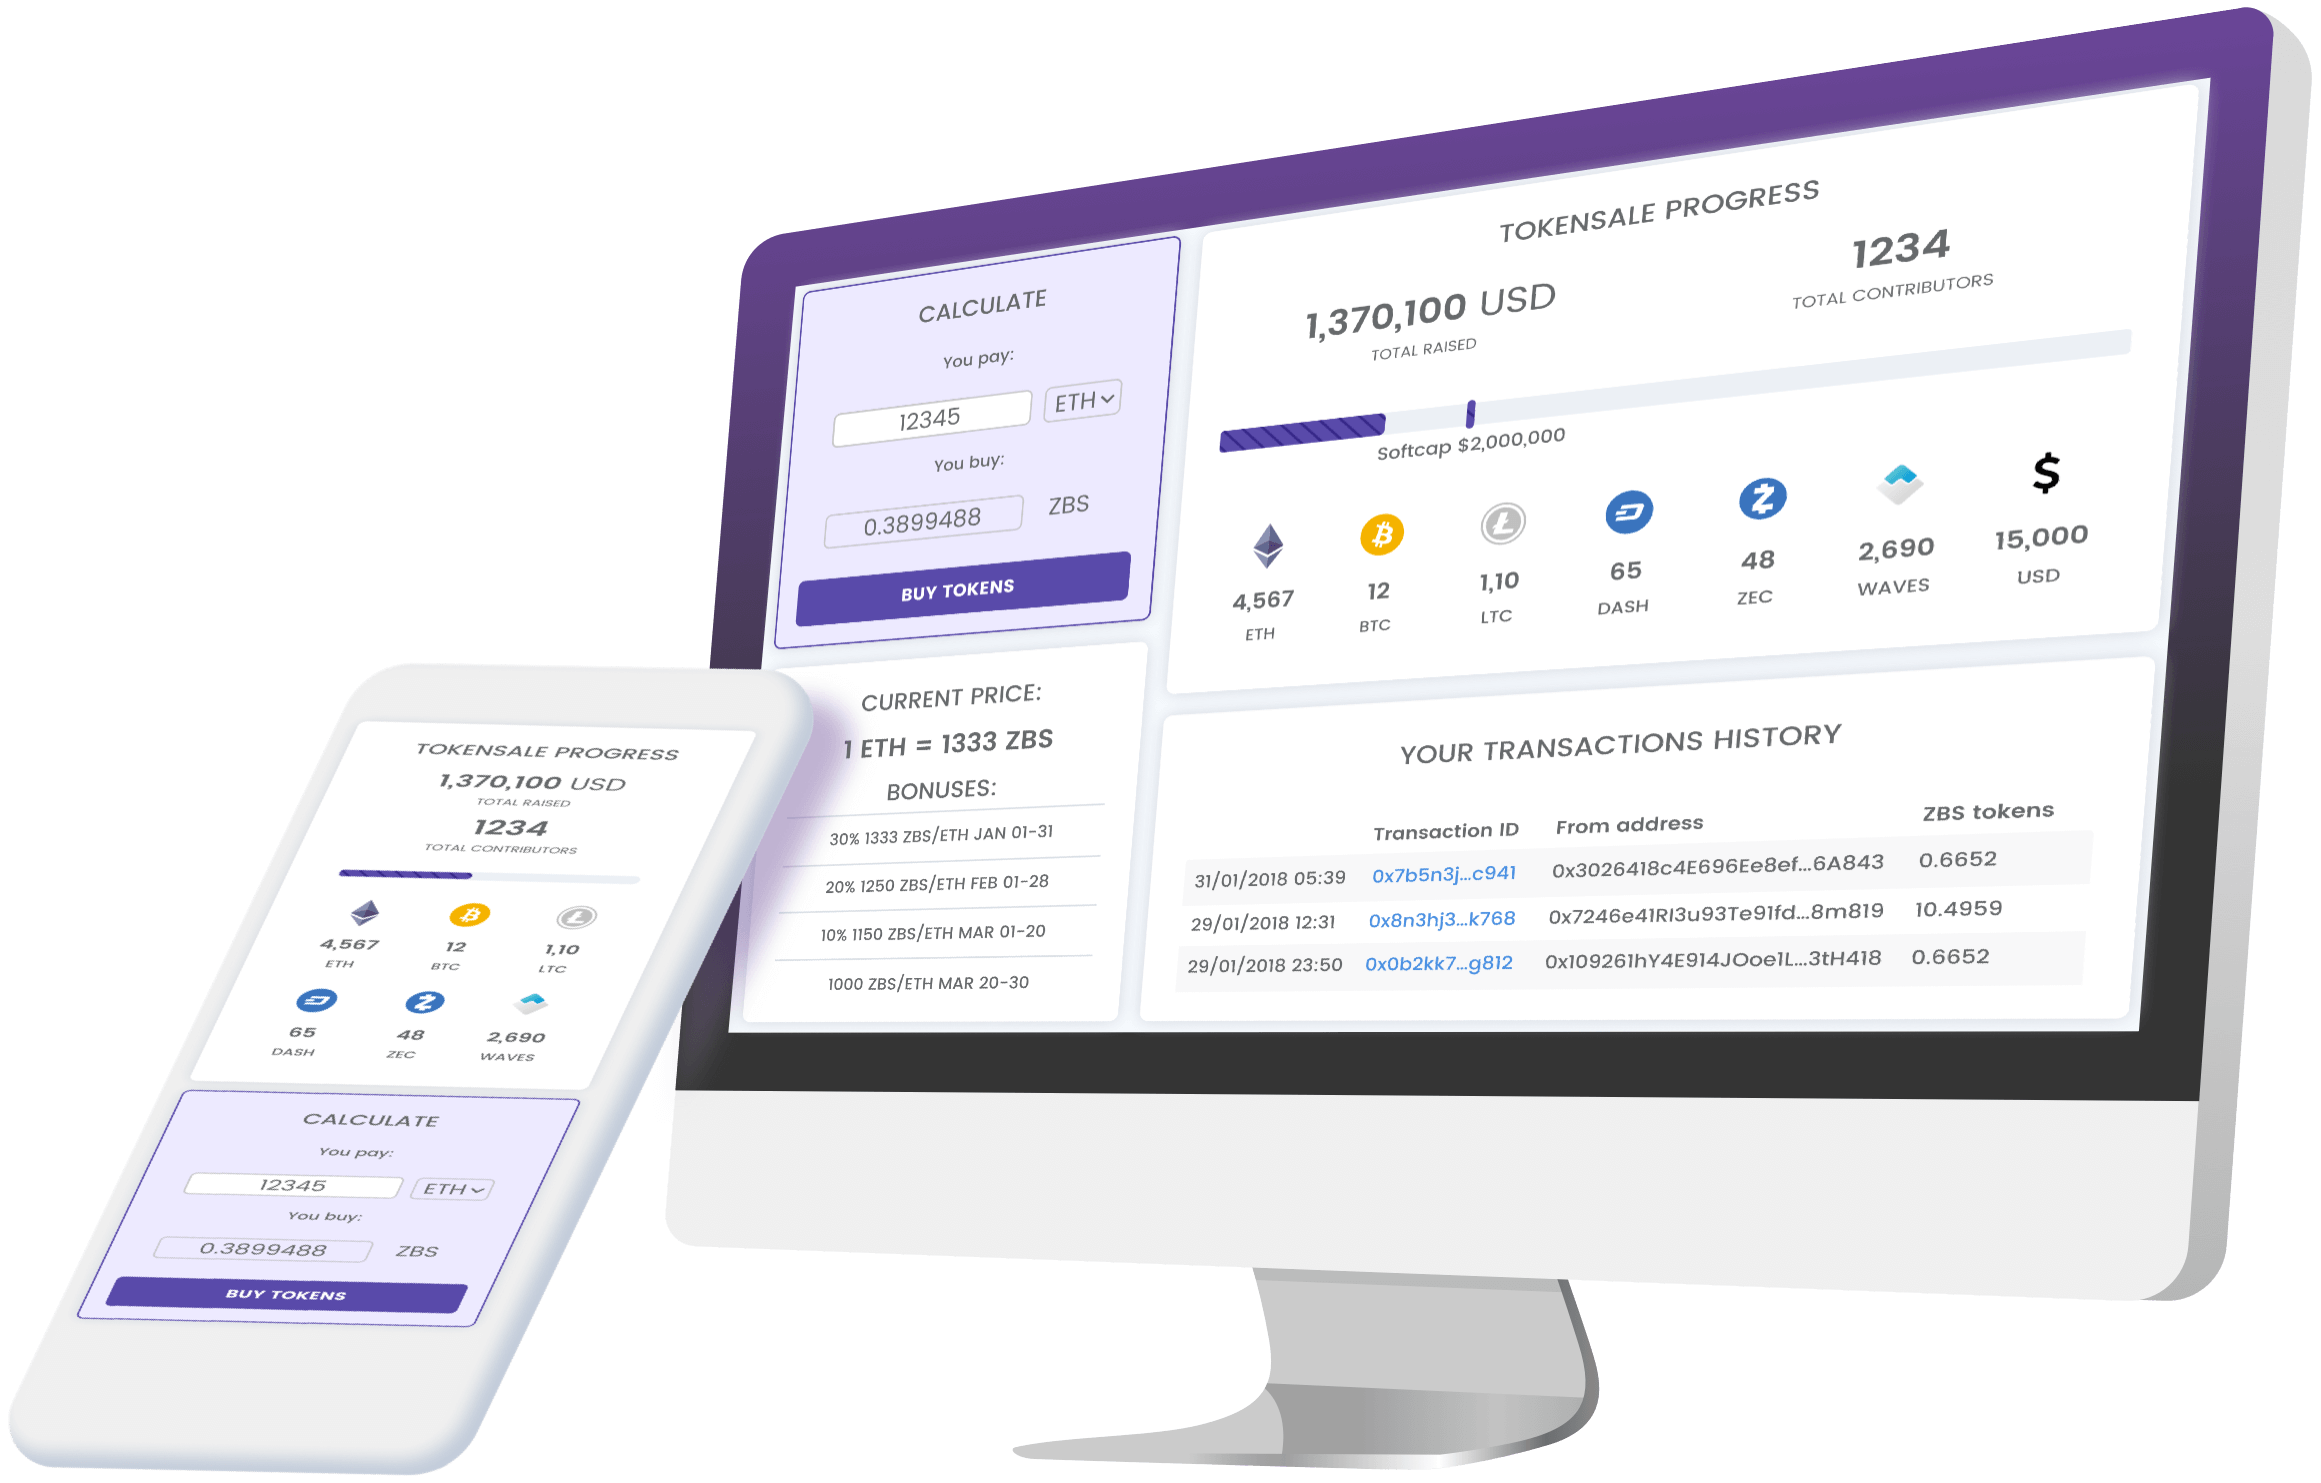 TOKENSALE PROGRESS
1,370,100 USD
TOTAL RAISED
1234
TOTAL CONTRIBUTORS
Softcap $2,000,000
4,567 12 1,10 65 48 2,690 15,000
ETH BTC LTC DASH ZEC WAVES USD
CALCULATE
You pay:
12345 ETH
You buy:
0.3899488 ZBS
BUY TOKENS
CURRENT PRICE:
1 ETH = 1333 ZBS
BONUSES:
30% 1333 ZBS/ETH JAN 01-31
20% 1250 ZBS/ETH FEB 01-28
10% 1150 ZBS/ETH MAR 01-20
1000 ZBS/ETH MAR 20-30
YOUR TRANSACTIONS HISTORY
Transaction ID From address ZBS tokens
31/01/2018 05:39 0x7b5n3j...c941 0x3026418c4E696Ee8ef...6A843 0.6652
29/01/2018 12:31 0x8n3hj3...k768 0x7246e41RI3u93Te91fd...8m819 10.4959
29/01/2018 23:50 0x0b2kk7...g812 0x109261hY4E914JOoe1L...3tH418 0.6652
TOKENSALE PROGRESS
1,370,100 USD
TOTAL RAISED
1234
TOTAL CONTRIBUTORS
4,567 12 1,10
ETH BTC LTC
65 48 2,690
DASH ZEC WAVES
CALCULATE
You pay:
12345 ETH
You buy:
0.3899488 ZBS
BUY TOKENS